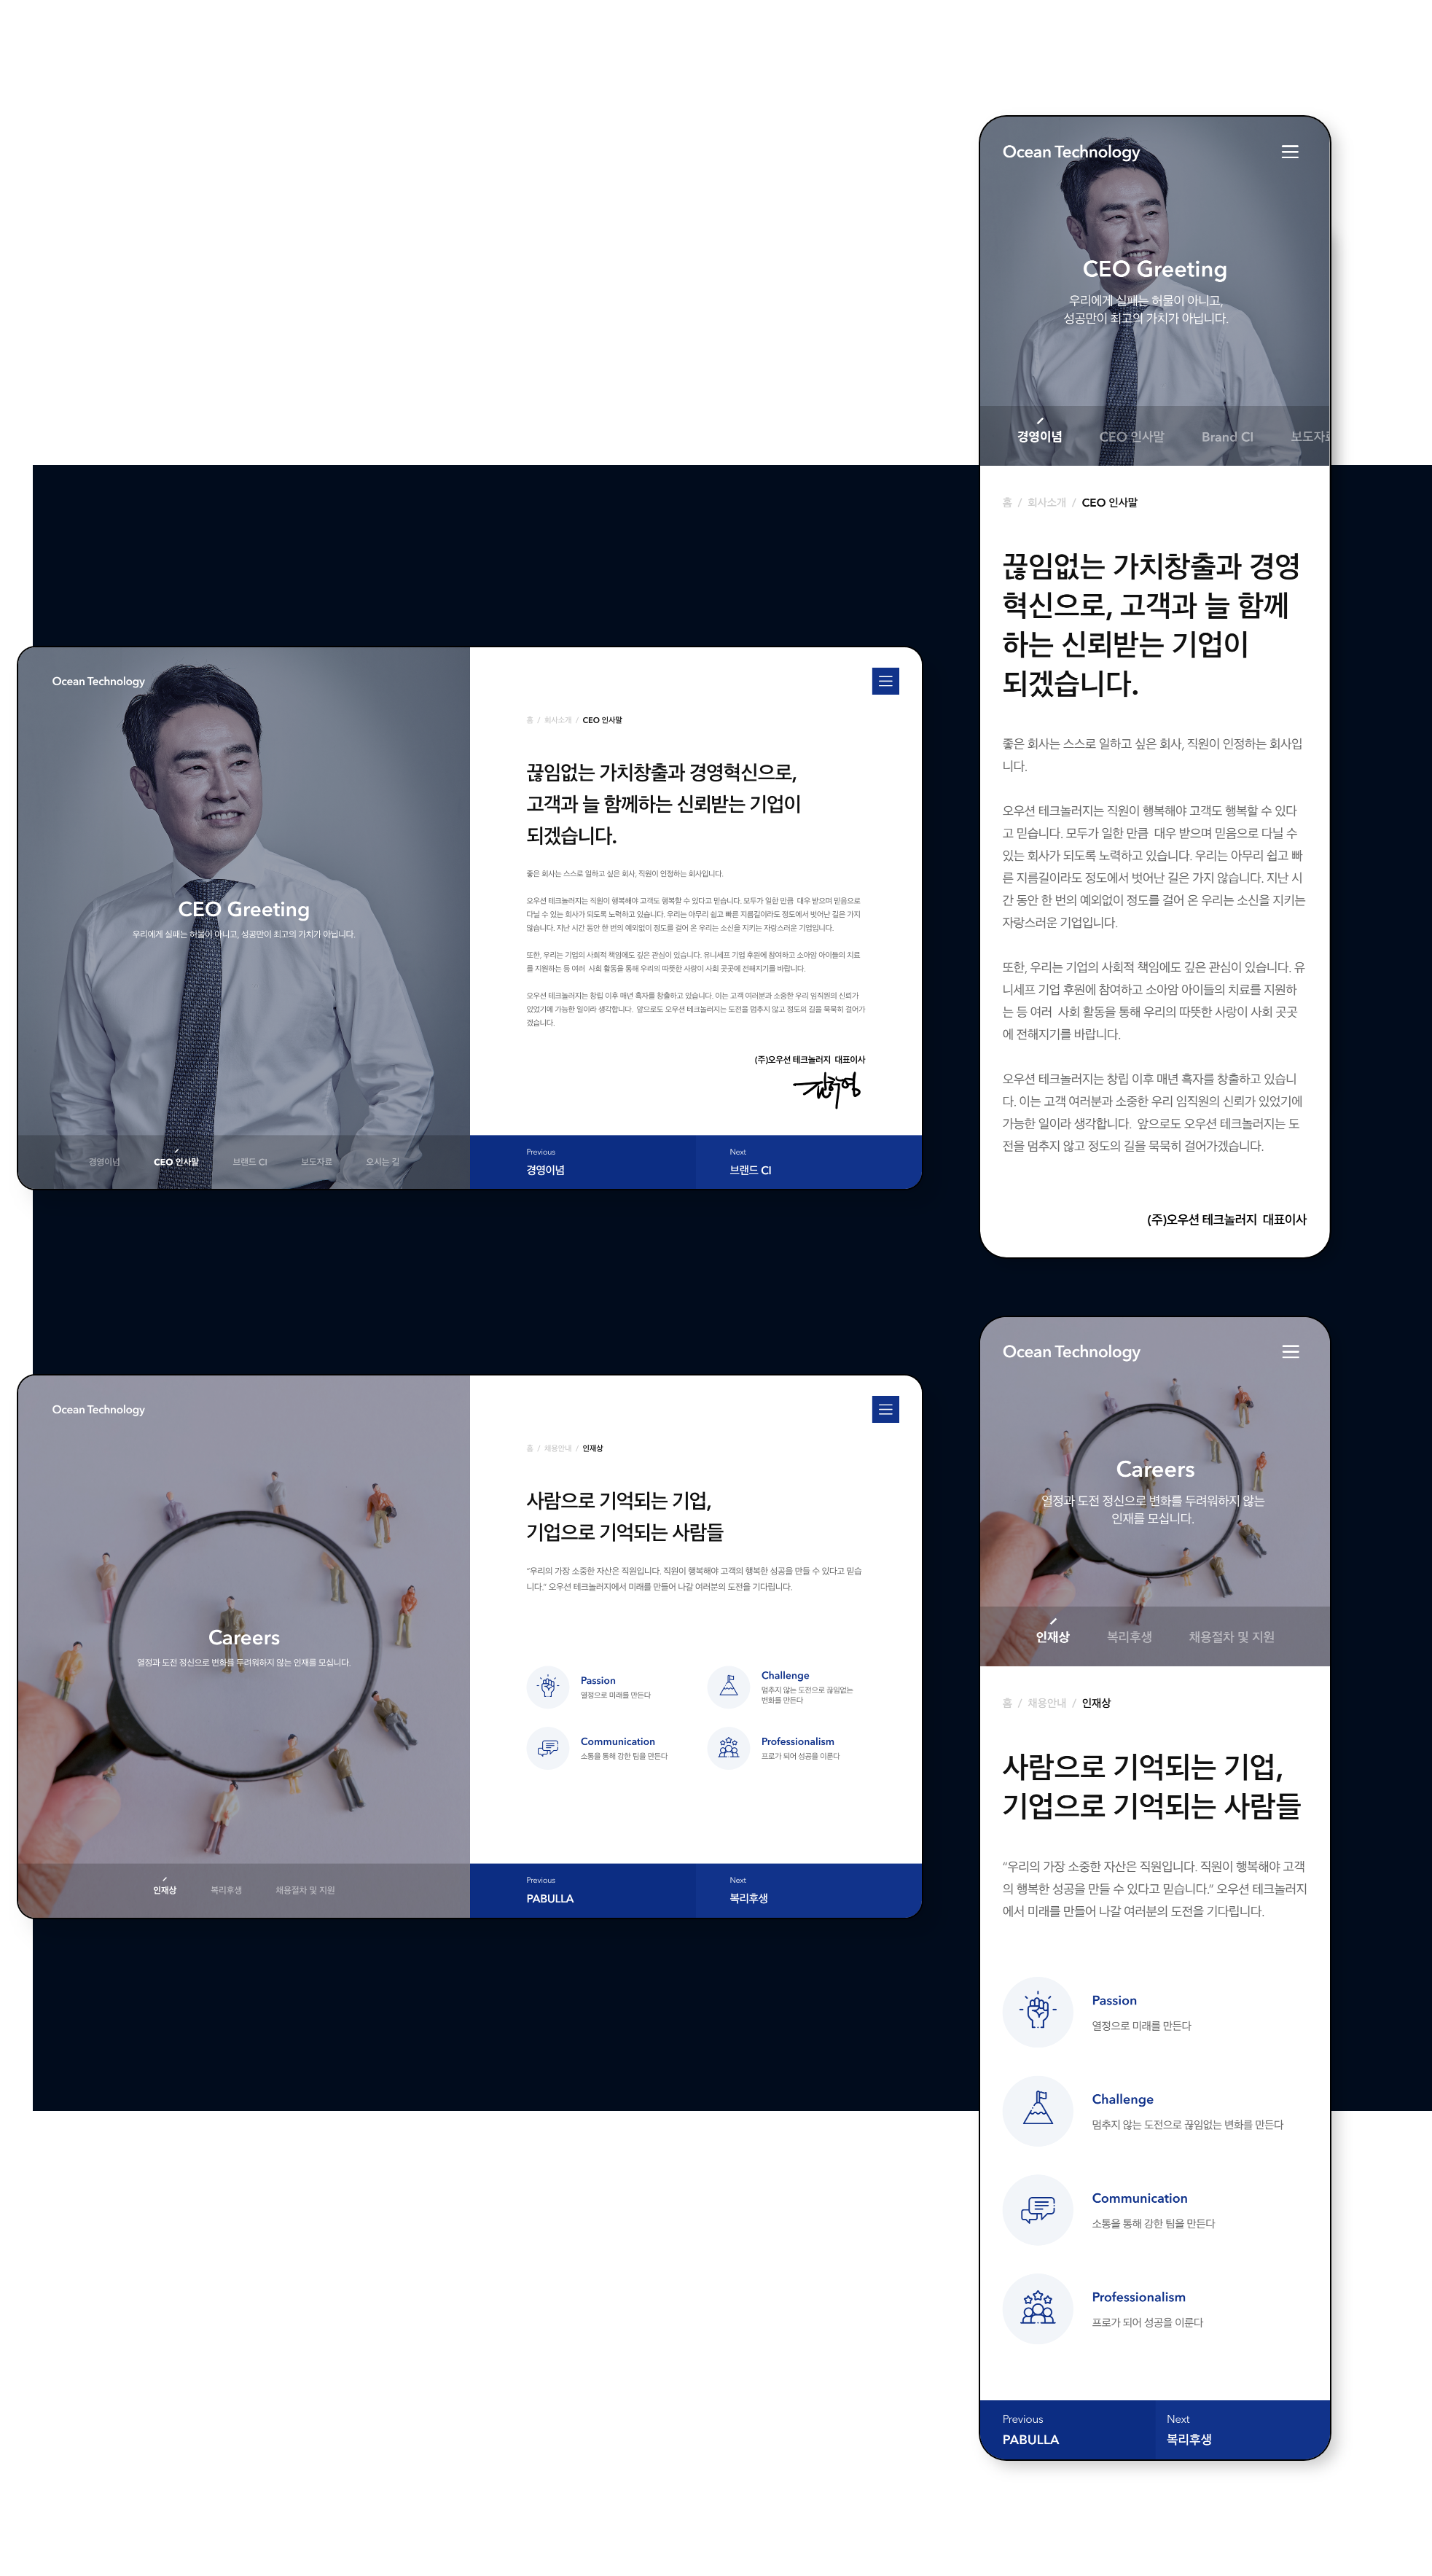 Ocean Technology
CEO Greeting
우리에게 실패는 허물이 아니고,
성공만이 최고의 가치가 아닙니다.
경영이념 CEO 인사말 Brand CI 보도자료
홈 / 회사소개 / CEO 인사말
끊임없는 가치창출과 경영
혁신으로, 고객과 늘 함께
하는 신뢰받는 기업이
되겠습니다.
좋은 회사는 스스로 일하고 싶은 회사, 직원이 인정하는 회사입
니다.
오우션 테크놀러지는 직원이 행복해야 고객도 행복할 수 있다
고 믿습니다. 모두가 일한 만큼 대우 받으며 믿음으로 다닐 수
있는 회사가 되도록 노력하고 있습니다. 우리는 아무리 쉽고 빠
른 지름길이라도 정도에서 벗어난 길은 가지 않습니다. 지난 시
간 동안 한 번의 예외없이 정도를 걸어 온 우리는 소신을 지키는
자랑스러운 기업입니다.
또한, 우리는 기업의 사회적 책임에도 깊은 관심이 있습니다. 유
니세프 기업 후원에 참여하고 소아암 아이들의 치료를 지원하
는 등 여러 사회 활동을 통해 우리의 따뜻한 사랑이 사회 곳곳
에 전해지기를 바랍니다.
오우션 테크놀러지는 창립 이후 매년 흑자를 창출하고 있습니
다. 이는 고객 여러분과 소중한 우리 임직원의 신뢰가 있었기에
가능한 일이라 생각합니다. 앞으로도 오우션 테크놀러지는 도
전을 멈추지 않고 정도의 길을 묵묵히 걸어가겠습니다.
(주)오우션 테크놀러지 대표이사
Ocean Technology
CEO Greeting
우리에게 실패는 허물이 아니고, 성공만이 최고의 가치가 아닙니다.
경영이념 CEO 인사말 브랜드 CI 보도자료 오시는 길
홈 / 회사소개 / CEO 인사말
끊임없는 가치창출과 경영혁신으로,
고객과 늘 함께하는 신뢰받는 기업이
되겠습니다.
좋은 회사는 스스로 일하고 싶은 회사, 직원이 인정하는 회사입니다.
오우션 테크놀러지는 직원이 행복해야 고객도 행복할 수 있다고 믿습니다. 모두가 일한 만큼 대우 받으며 믿음으로
다닐 수 있는 회사가 되도록 노력하고 있습니다. 우리는 아무리 쉽고 빠른 지름길이라도 정도에서 벗어난 길은 가지
않습니다. 지난 시간 동안 한 번의 예외없이 정도를 걸어 온 우리는 소신을 지키는 자랑스러운 기업입니다.
또한, 우리는 기업의 사회적 책임에도 깊은 관심이 있습니다. 유니세프 기업 후원에 참여하고 소아암 아이들의 치료
를 지원하는 등 여러 사회 활동을 통해 우리의 따뜻한 사랑이 사회 곳곳에 전해지기를 바랍니다.
오우션 테크놀러지는 창립 이후 매년 흑자를 창출하고 있습니다. 이는 고객 여러분과 소중한 우리 임직원의 신뢰가
있었기에 가능한 일이라 생각합니다. 앞으로도 오우션 테크놀러지는 도전을 멈추지 않고 정도의 길을 묵묵히 걸어가
겠습니다.
(주)오우션 테크놀러지 대표이사
Previous
경영이념
Next
브랜드 CI
Ocean Technology
Careers
열정과 도전 정신으로 변화를 두려워하지 않는 인재를 모십니다.
인재상 복리후생 채용절차 및 지원
홈 / 채용안내 / 인재상
사람으로 기억되는 기업,
기업으로 기억되는 사람들
“우리의 가장 소중한 자산은 직원입니다. 직원이 행복해야 고객의 행복한 성공을 만들 수 있다고 믿습
니다.” 오우션 테크놀러지에서 미래를 만들어 나갈 여러분의 도전을 기다립니다.
Passion
열정으로 미래를 만든다
Challenge
멈추지 않는 도전으로 끊임없는
변화를 만든다
Communication
소통을 통해 강한 팀을 만든다
Professionalism
프로가 되어 성공을 이룬다
Previous
PABULLA
Next
복리후생
Ocean Technology
Careers
열정과 도전 정신으로 변화를 두려워하지 않는
인재를 모십니다.
인재상 복리후생 채용절차 및 지원
홈 / 채용안내 / 인재상
사람으로 기억되는 기업,
기업으로 기억되는 사람들
“우리의 가장 소중한 자산은 직원입니다. 직원이 행복해야 고객
의 행복한 성공을 만들 수 있다고 믿습니다.” 오우션 테크놀러지
에서 미래를 만들어 나갈 여러분의 도전을 기다립니다.
Passion
열정으로 미래를 만든다
Challenge
멈추지 않는 도전으로 끊임없는 변화를 만든다
Communication
소통을 통해 강한 팀을 만든다
Professionalism
프로가 되어 성공을 이룬다
Previous
PABULLA
Next
복리후생